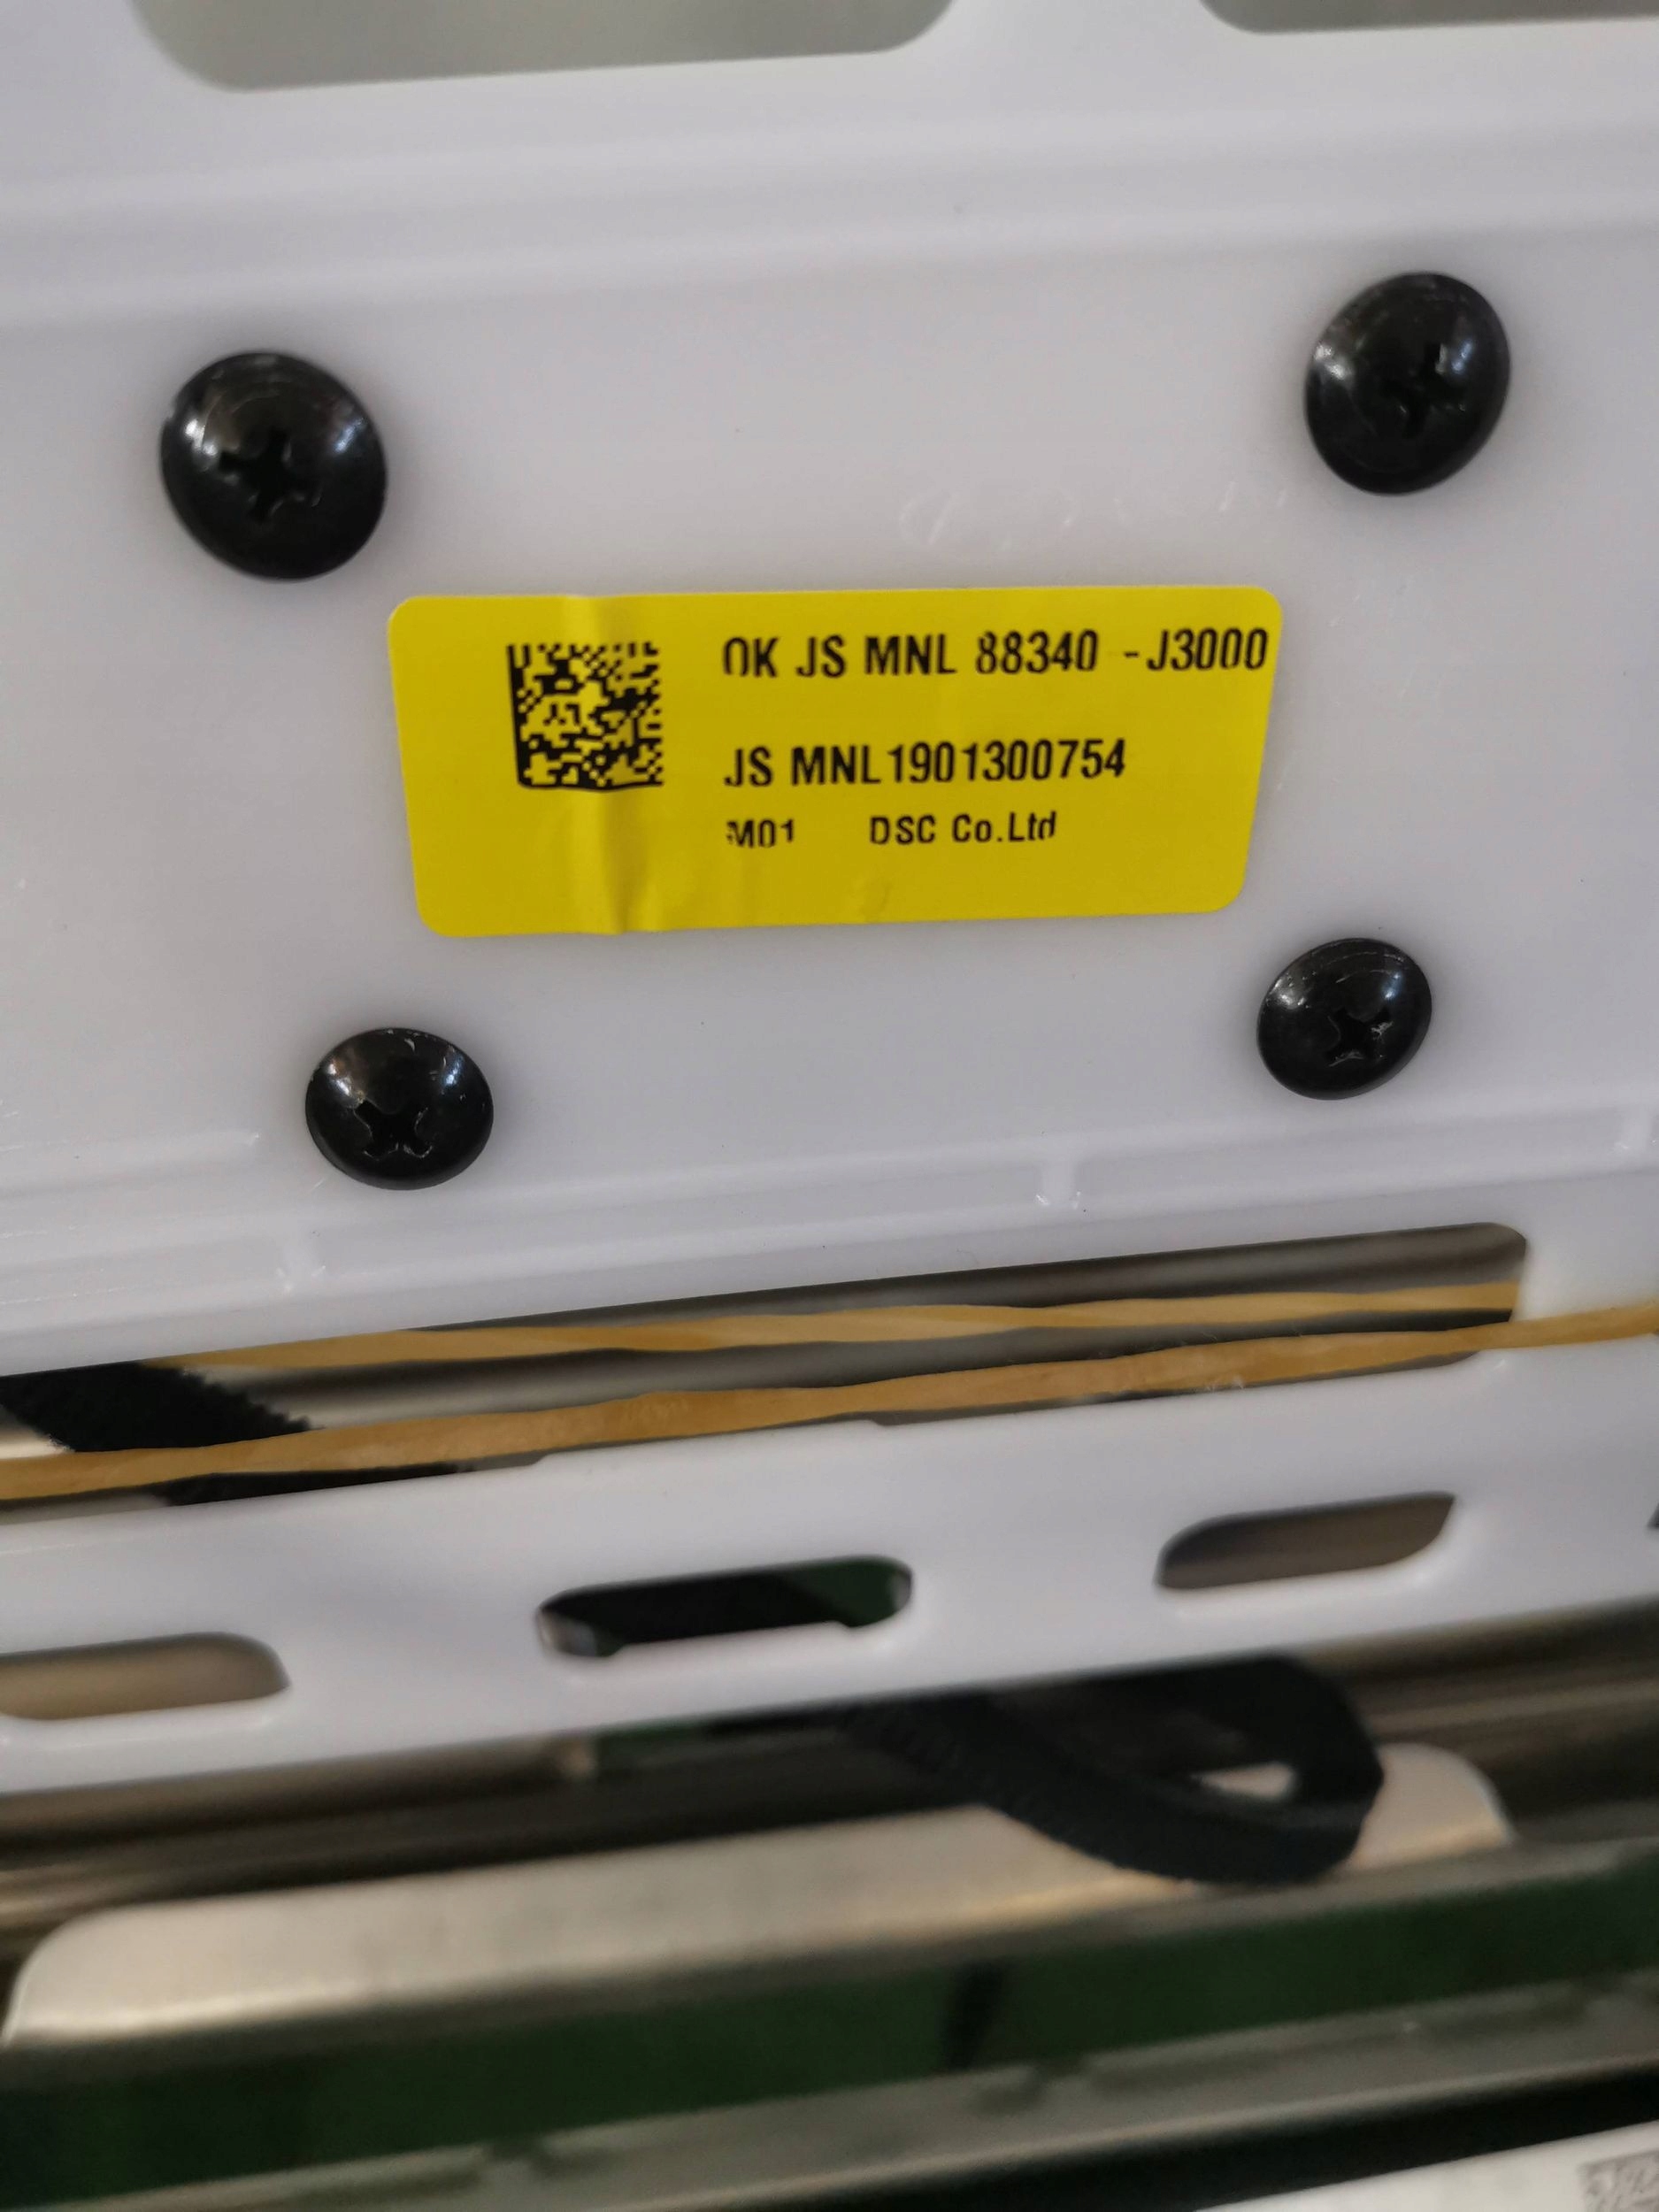 OK JS MNL 88340 -J3000
JS MNL1901300754
M01 DSC Co.Ltd